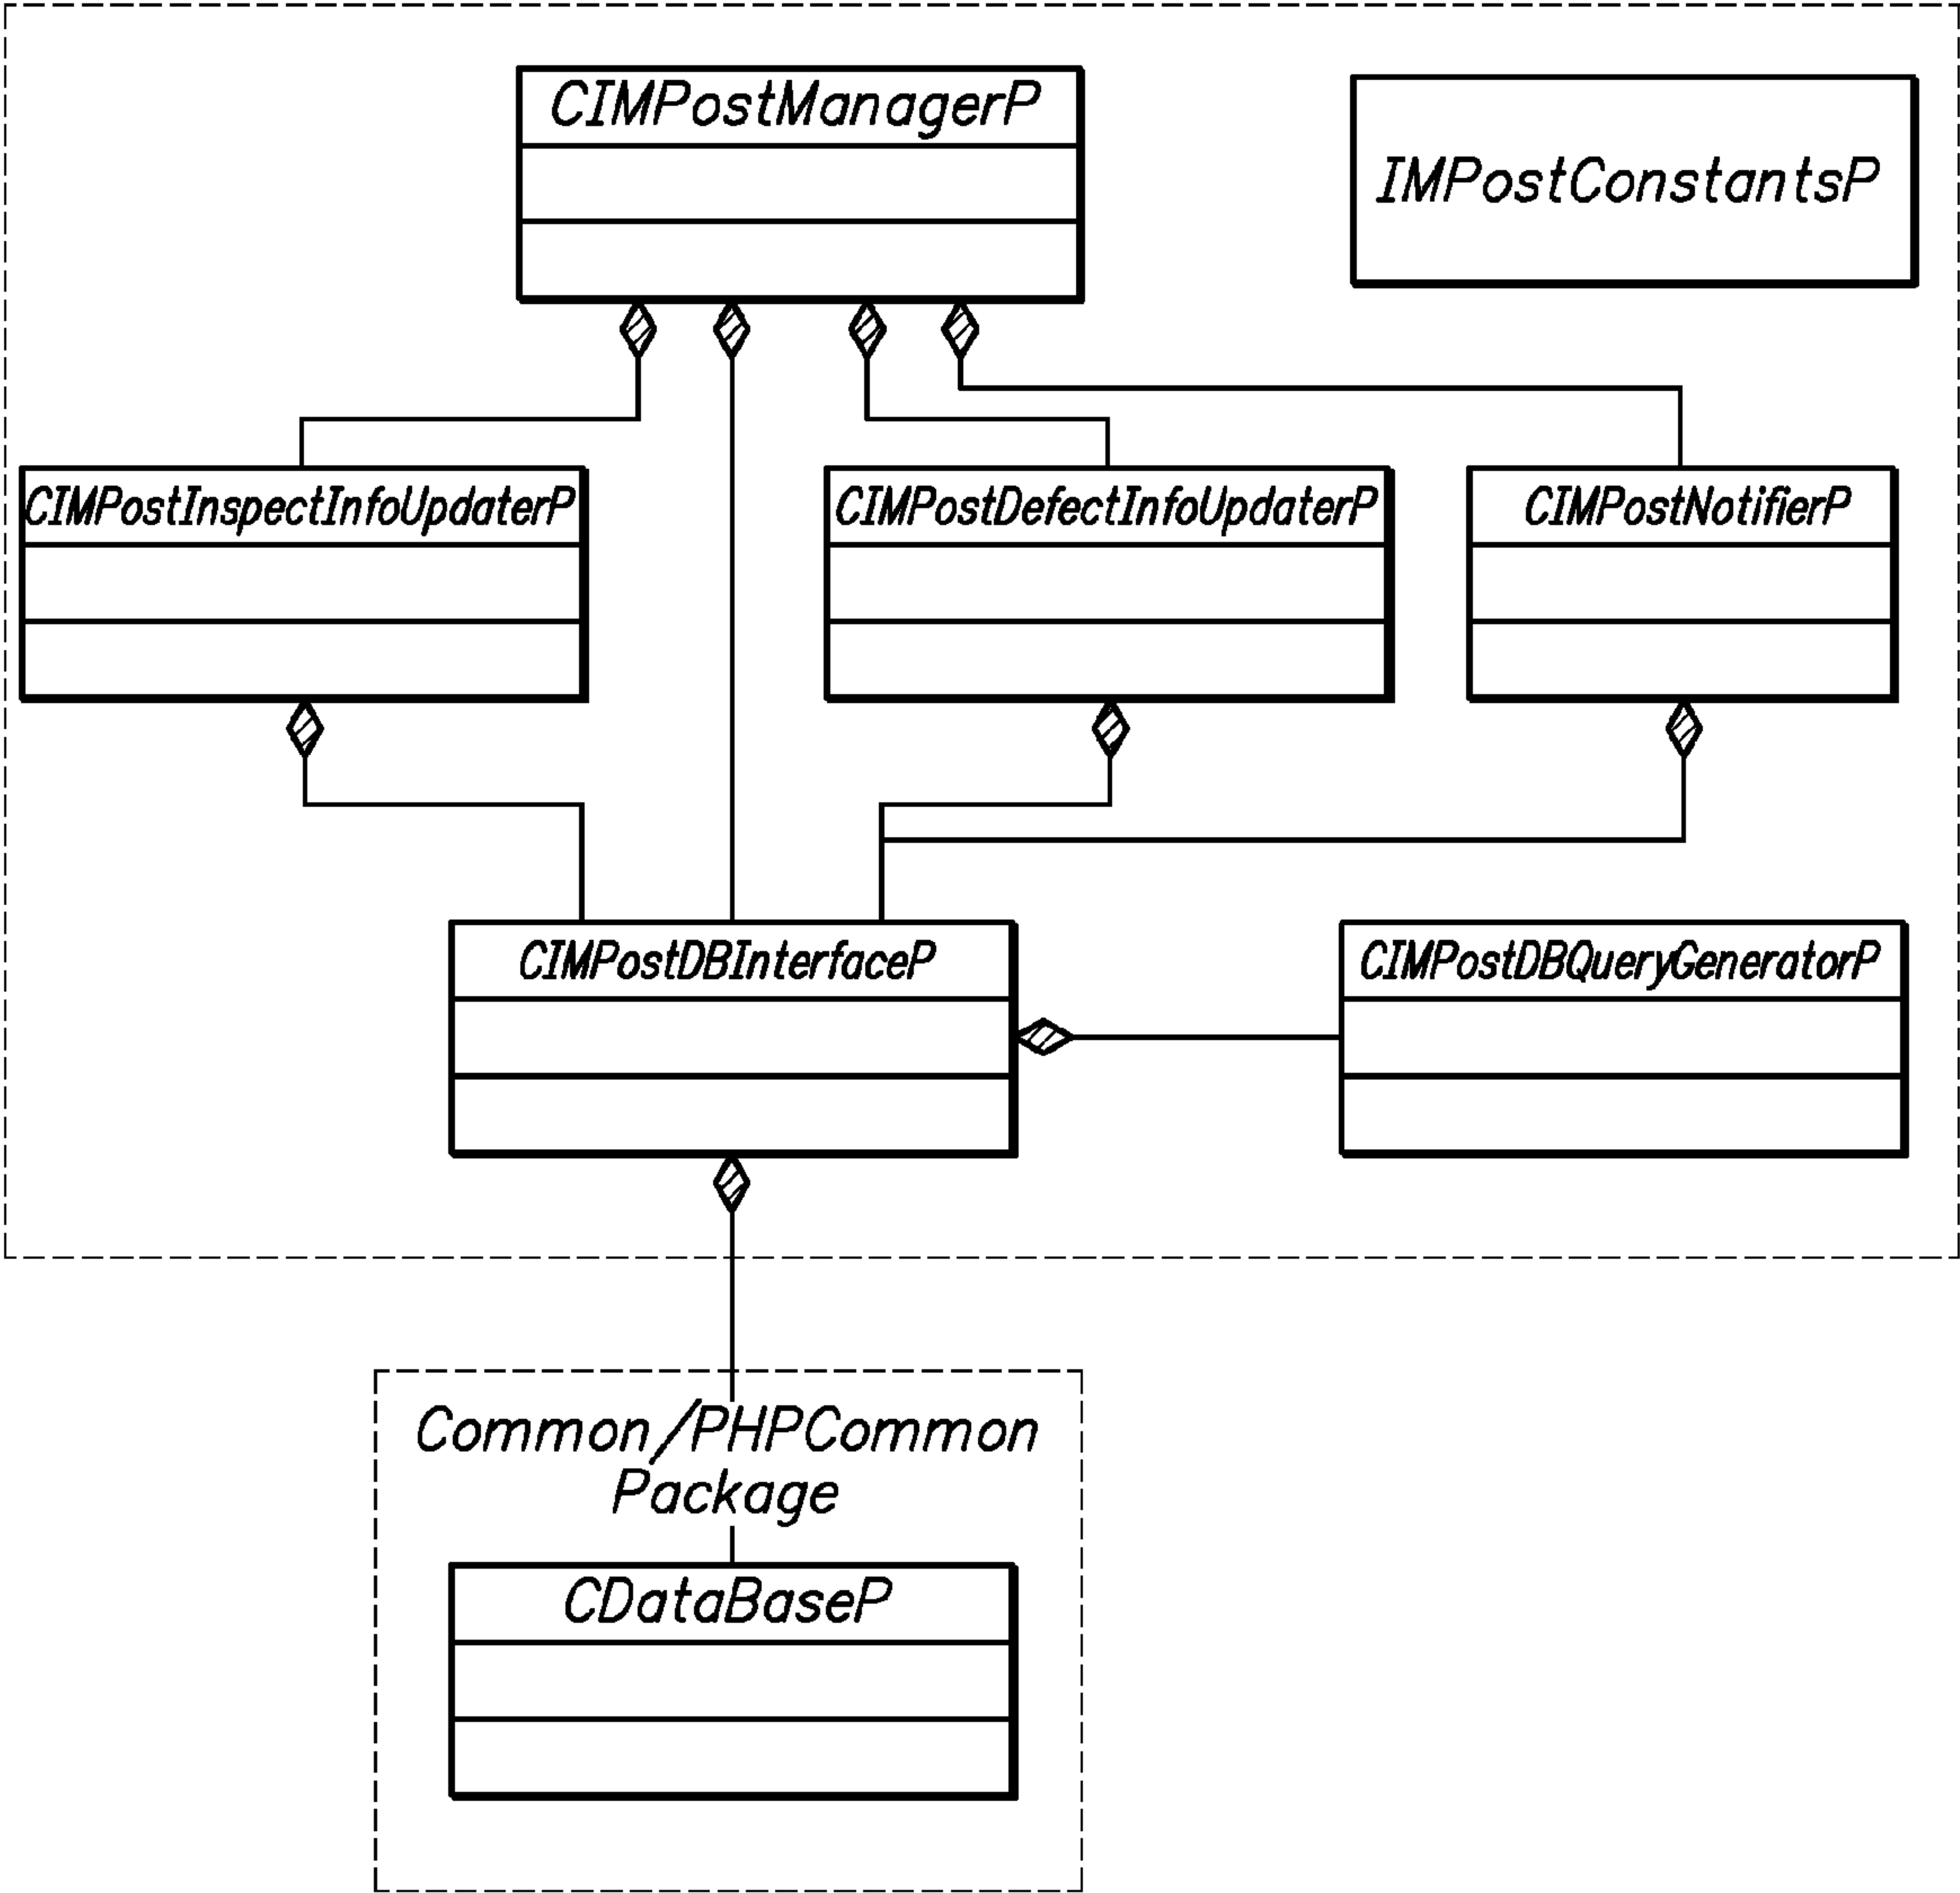 CIMPostManagerP
IMPostConstantsP
CIMPostInspectInfoUpdaterP
CIMPostDefectInfoUpdaterP
CIMPostNotifierP
CIMPostDBInterfaceP
CIMPostDBQueryGeneratorP
Common/PHPCommon
Package
CDataBaseP